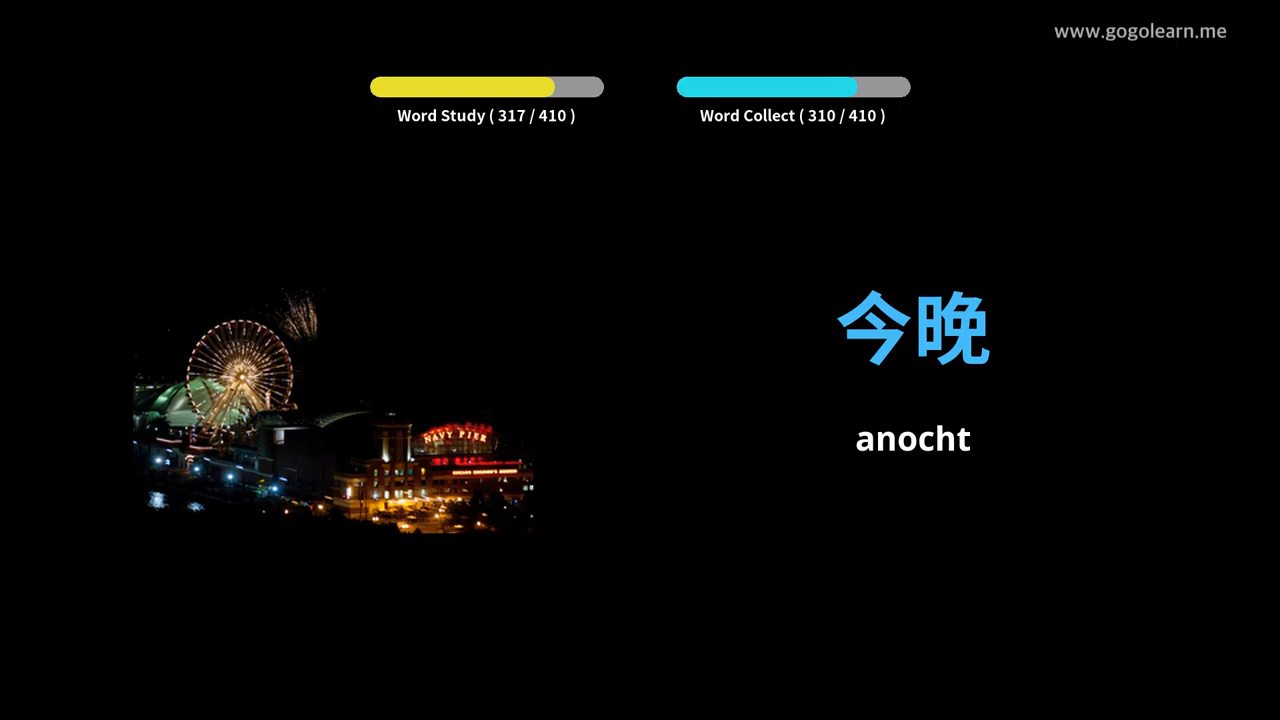 www.gogolearn.me
Word Study ( 317 / 410 )
Word Collect ( 310 / 410 )
今晚
anocht
NAVY PIER